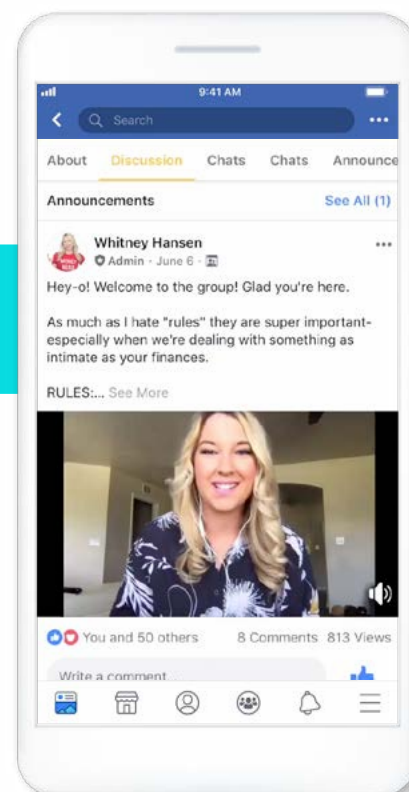 9:41 AM
Search
About Discussion Chats Chats Announce
Announcements See All (1)
Whitney Hansen
Admin · June 6 ·
Hey-o! Welcome to the group! Glad you're here.
As much as I hate "rules" they are super important-
especially when we're dealing with something as
intimate as your finances.
RULES:... See More
You and 50 others 8 Comments 813 Views
Write a comment...